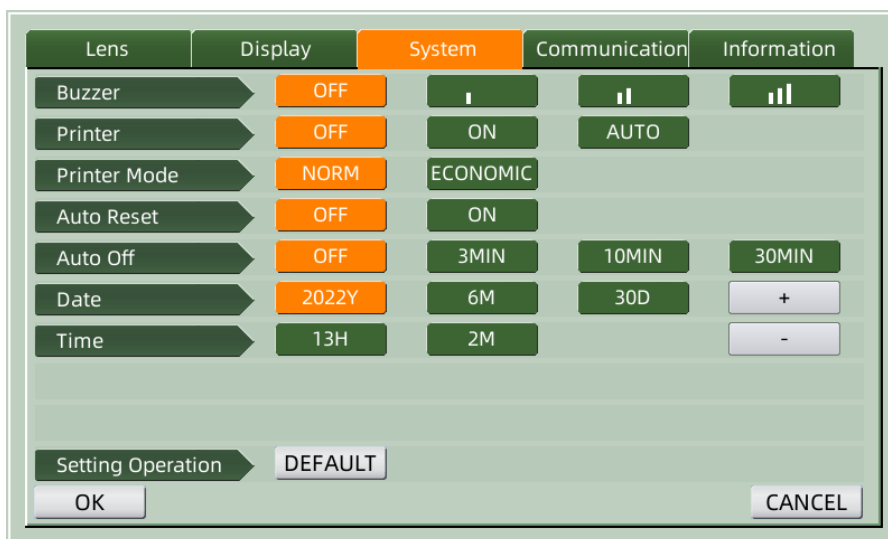 Lens Display System Communication Information
Buzzer OFF
Printer OFF ON AUTO
Printer Mode NORM ECONOMIC
Auto Reset OFF ON
Auto Off OFF 3MIN 10MIN 30MIN
Date 2022Y 6M 30D +
Time 13H 2M -
Setting Operation DEFAULT
OK CANCEL